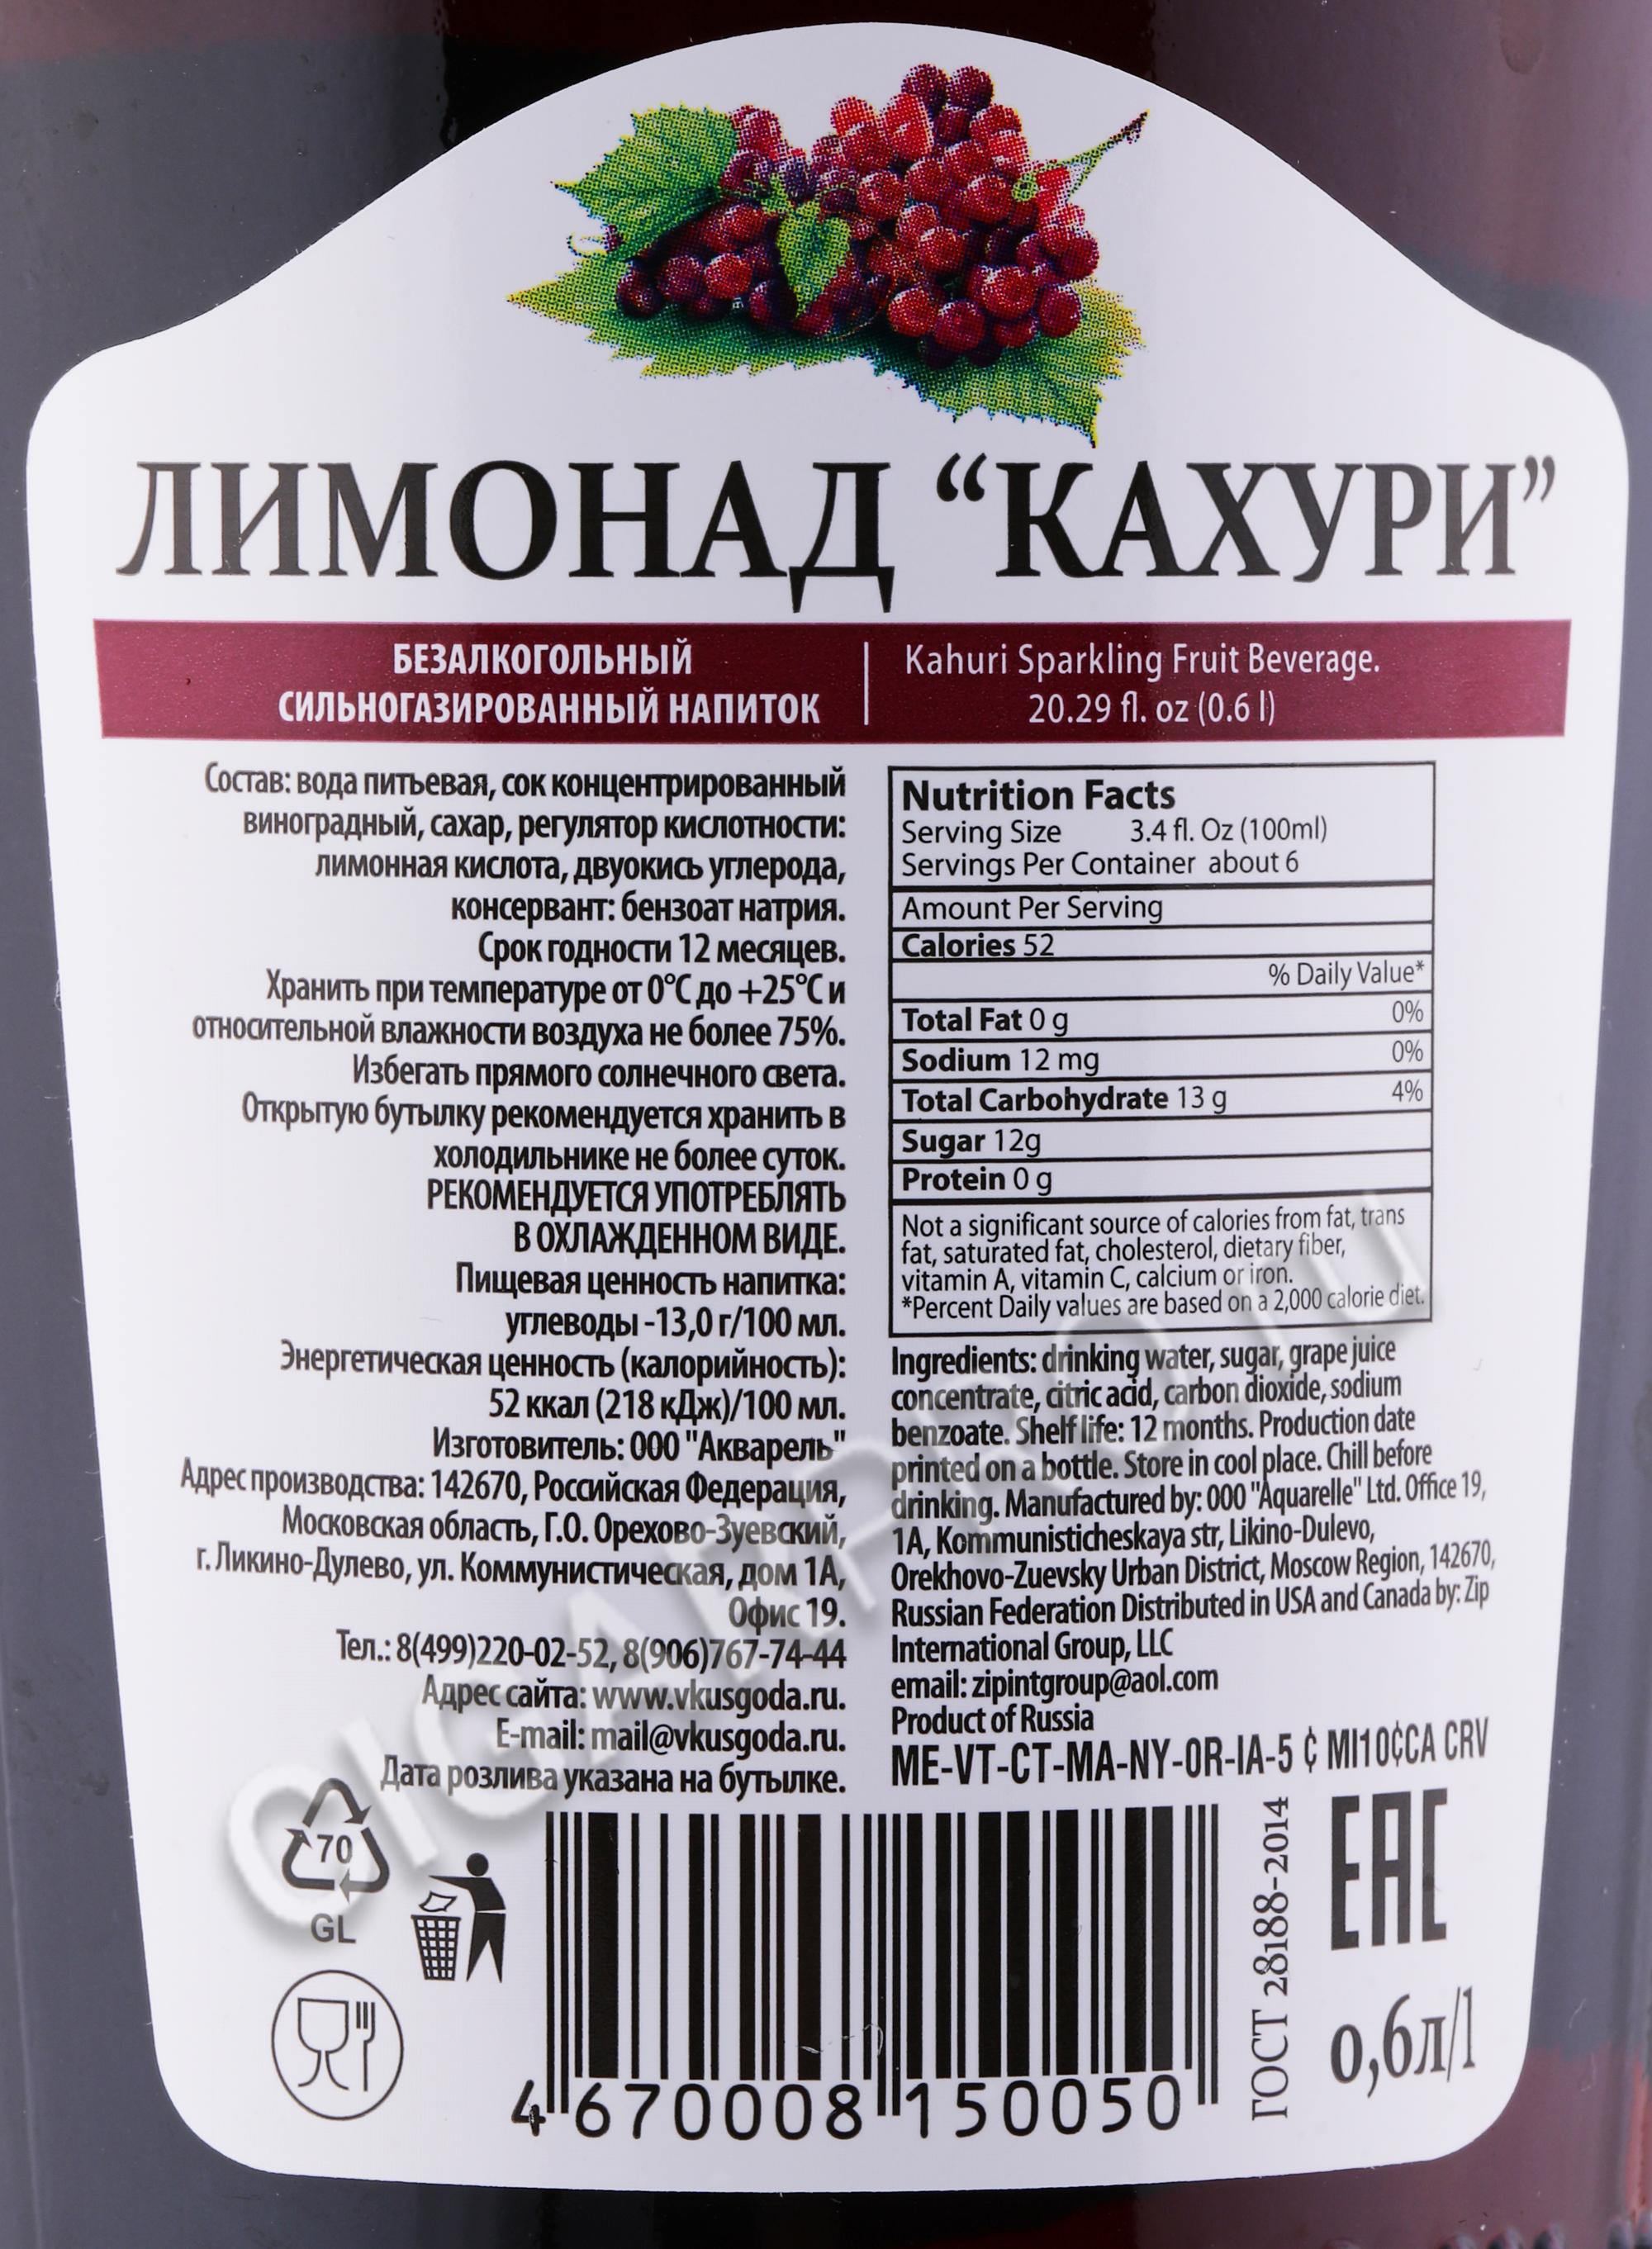 ЛИМОНАД “КАХУРИ”
БЕЗАЛКОГОЛЬНЫЙ
СИЛЬНОГАЗИРОВАННЫЙ НАПИТОК
Kahuri Sparkling Fruit Beverage.
20.29 fl. oz (0.6 l)
Состав: вода питьевая, сок концентрированный
виноградный, сахар, регулятор кислотности:
лимонная кислота, двуокись углерода,
консервант: бензоат натрия.
Срок годности 12 месяцев.
Хранить при температуре от 0°C до +25°C и
относительной влажности воздуха не более 75%.
Избегать прямого солнечного света.
Открытую бутылку рекомендуется хранить в
холодильнике не более суток.
РЕКОМЕНДУЕТСЯ УПОТРЕБЛЯТЬ
В ОХЛАЖДЕННОМ ВИДЕ.
Пищевая ценность напитка:
углеводы -13,0 г/100 мл.
Энергетическая ценность (калорийность):
52 ккал (218 кДж)/100 мл.
Изготовитель: ООО "Акварель"
Адрес производства: 142670, Российская Федерация,
Московская область, Г.О. Орехово-Зуевский,
г. Ликино-Дулево, ул. Коммунистическая, дом 1А,
Офис 19.
Тел.: 8(499)220-02-52, 8(906)767-74-44
Адрес сайта: www.vkusgoda.ru.
E-mail: mail@vkusgoda.ru.
Дата розлива указана на бутылке.
Nutrition Facts
Serving Size 3.4 fl. Oz (100ml)
Servings Per Container about 6
Amount Per Serving
Calories 52
% Daily Value*
Total Fat 0 g 0%
Sodium 12 mg 0%
Total Carbohydrate 13 g 4%
Sugar 12g
Protein 0 g
Not a significant source of calories from fat, trans
fat, saturated fat, cholesterol, dietary fiber,
vitamin A, vitamin C, calcium or iron.
*Percent Daily values are based on a 2,000 calorie diet.
Ingredients: drinking water, sugar, grape juice
concentrate, citric acid, carbon dioxide, sodium
benzoate. Shelf life: 12 months. Production date
printed on a bottle. Store in cool place. Chill before
drinking. Manufactured by: OOO "Aquarelle" Ltd. Office 19,
1A, Kommunisticheskaya str, Likino-Dulevo,
Orekhovo-Zuevsky Urban District, Moscow Region, 142670,
Russian Federation Distributed in USA and Canada by: Zip
International Group, LLC
email: zipintgroup@aol.com
Product of Russia
ME-VT-CT-MA-NY-OR-IA-5 ¢ MI10¢CA CRV
70
GL
4 670008 150050
ГОСТ 28188-2014
EAC
0,6л/l
CIGARPRO.ru